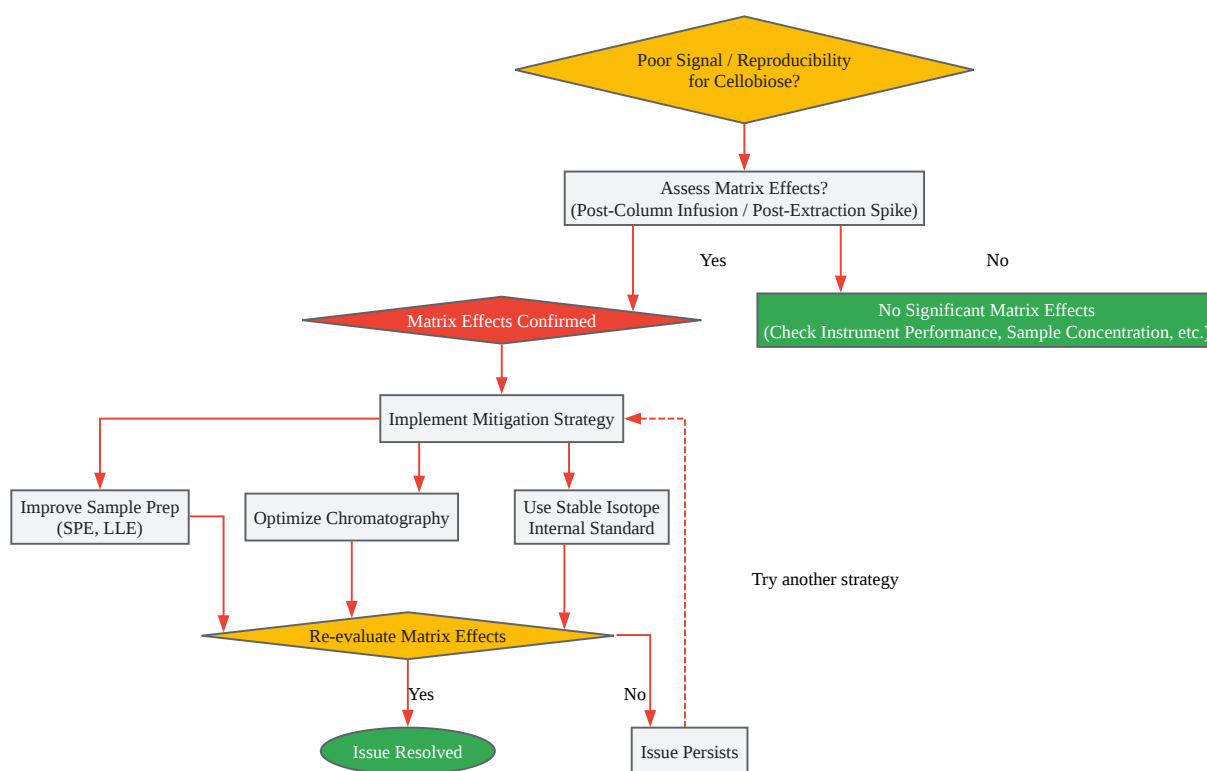 Poor Signal / Reproducibility
for Cellobiose?
Assess Matrix Effects?
(Post-Column Infusion / Post-Extraction Spike)
Yes
No
Matrix Effects Confirmed
No Significant Matrix Effects
(Check Instrument Performance, Sample Concentration, etc.)
Implement Mitigation Strategy
Improve Sample Prep
(SPE, LLE)
Optimize Chromatography
Use Stable Isotope
Internal Standard
Try another strategy
Re-evaluate Matrix Effects
Yes
No
Issue Resolved
Issue Persists